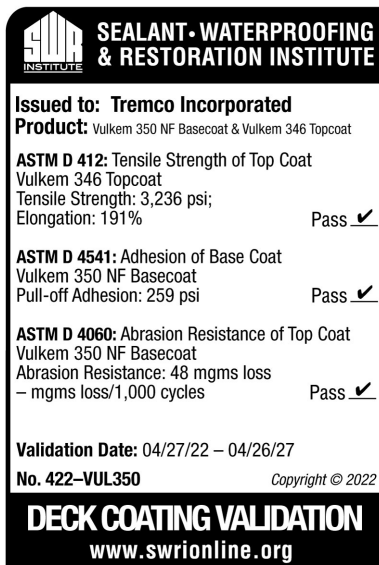 SWR
INSTITUTE
SEALANT • WATERPROOFING
& RESTORATION INSTITUTE
Issued to: Tremco Incorporated
Product: Vulkem 350 NF Basecoat & Vulkem 346 Topcoat
ASTM D 412: Tensile Strength of Top Coat
Vulkem 346 Topcoat
Tensile Strength: 3,236 psi;
Elongation: 191% Pass ✔
ASTM D 4541: Adhesion of Base Coat
Vulkem 350 NF Basecoat
Pull-off Adhesion: 259 psi Pass ✔
ASTM D 4060: Abrasion Resistance of Top Coat
Vulkem 350 NF Basecoat
Abrasion Resistance: 48 mgms loss
– mgms loss/1,000 cycles Pass ✔
Validation Date: 04/27/22 – 04/26/27
No. 422–VUL350 Copyright © 2022
DECK COATING VALIDATION
www.swrionline.org